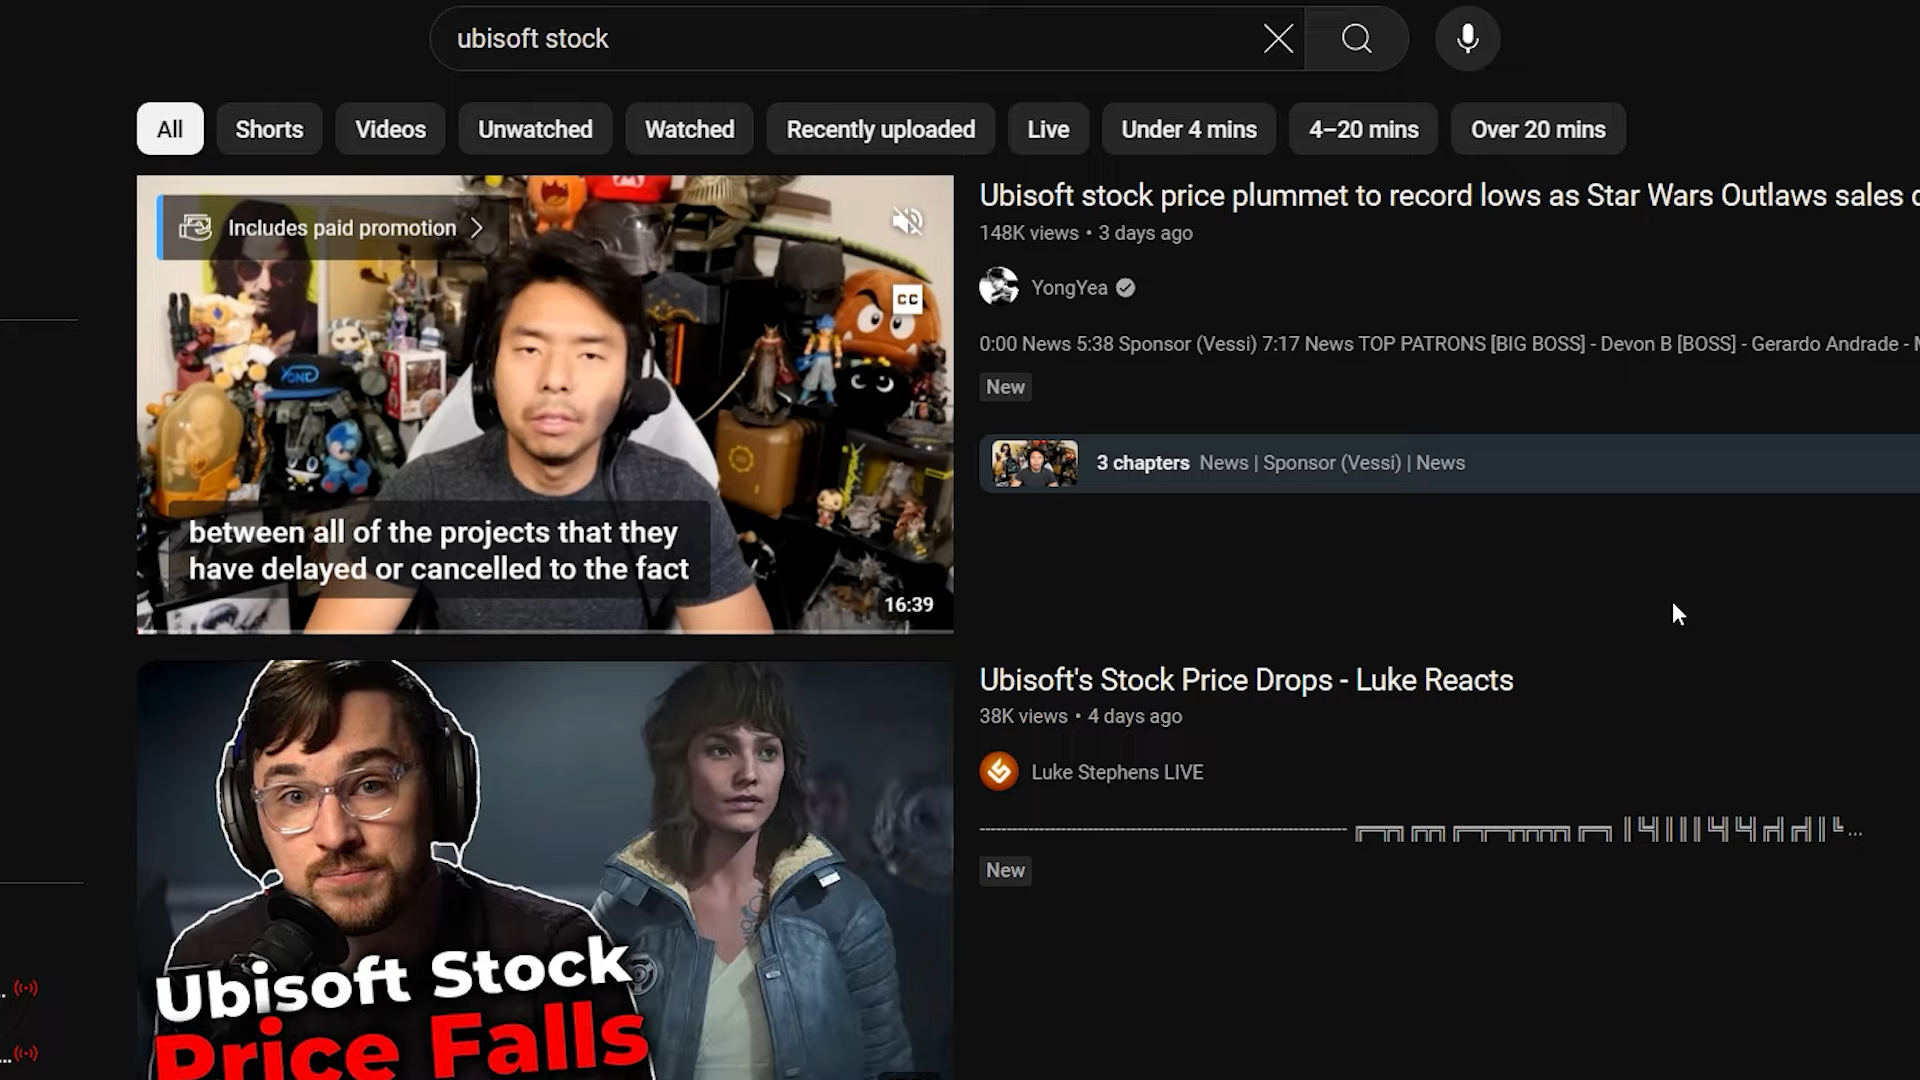 ubisoft stock
All Shorts Videos Unwatched Watched Recently uploaded Live Under 4 mins 4–20 mins Over 20 mins
Includes paid promotion
CC
YONG
between all of the projects that they
have delayed or cancelled to the fact
16:39
Ubisoft stock price plummet to record lows as Star Wars Outlaws sales
148K views • 3 days ago
YongYea
0:00 News 5:38 Sponsor (Vessi) 7:17 News TOP PATRONS [BIG BOSS] - Devon B [BOSS] - Gerardo Andrade -
New
3 chapters News | Sponsor (Vessi) | News
Ubisoft Stock
Price Falls
Ubisoft's Stock Price Drops - Luke Reacts
38K views • 4 days ago
Luke Stephens LIVE
New